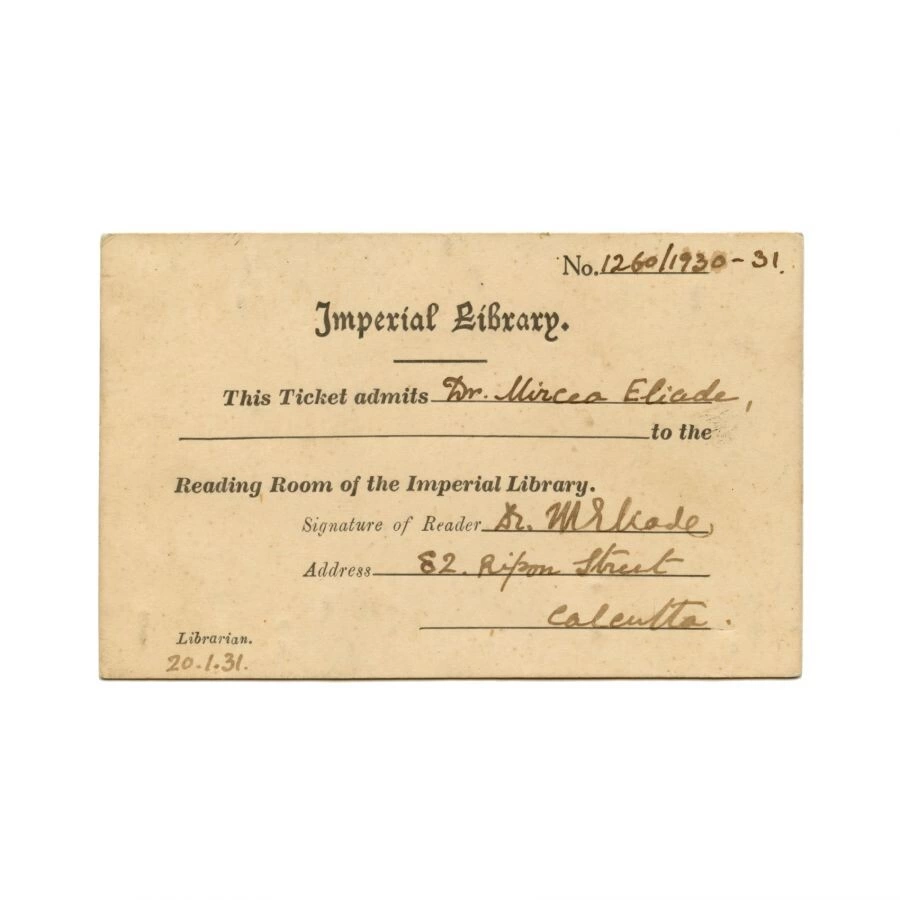 No. 1260/1930-31.
Imperial Library.
This Ticket admits Dr. Mircea Eliade,
to the
Reading Room of the Imperial Library.
Signature of Reader Dr. M Eliade,
Address 82. Ripon Street
Calcutta.
Librarian.
20.1.31.